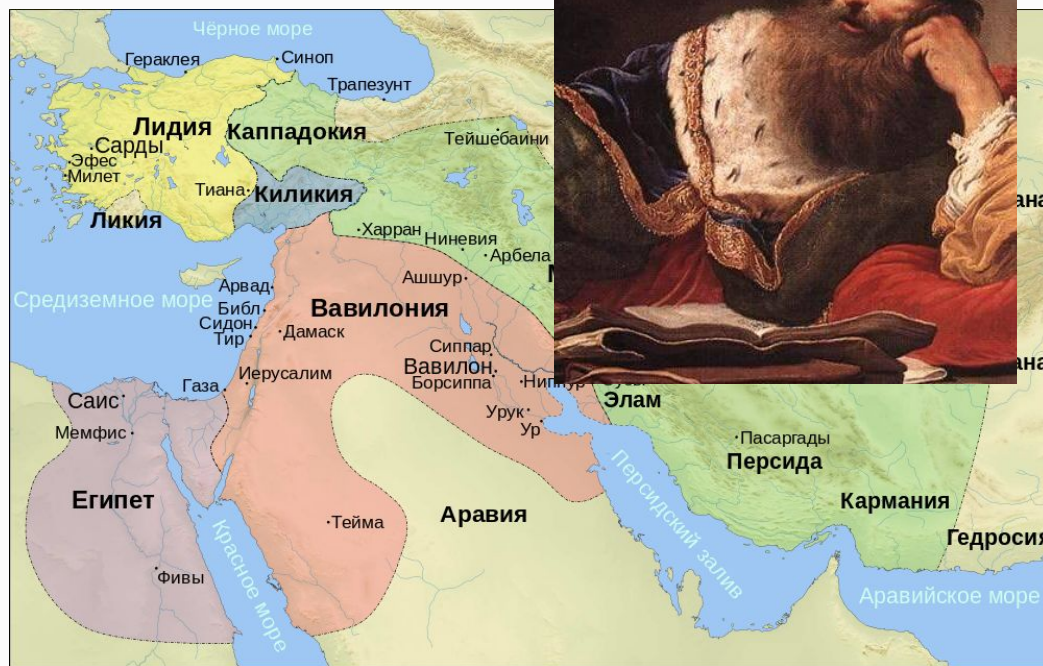 Чёрное море
Гераклея
Синоп
Трапезунт
Лидия
Каппадокия
Тейшебаини
Сарды
Эфес
Милет
Тиана
Киликия
Ликия
Харран
Ниневия
Арбела
Ашшур
Средиземное море
Арвад
Вавилония
Библ
Сидон
Дамаск
Тир
Сиппар
Вавилон
Борсиппа
Ниппур
Иерусалим
Газа
Саис
Элам
Урук
Ур
Мемфис
Пасаргады
Персида
Египет
Персидский залив
Кармания
Аравия
Тейма
Гедросия
Фивы
Красное море
Аравийское море